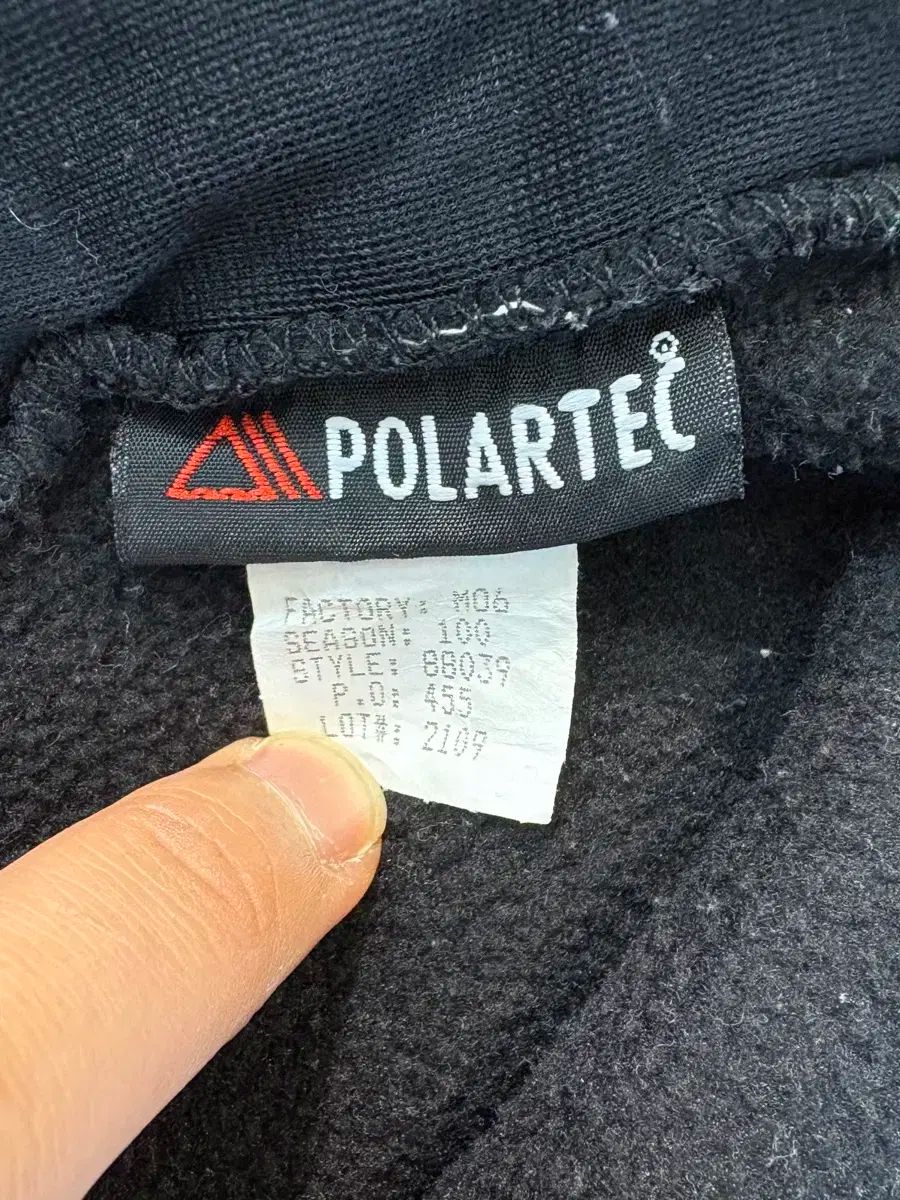 POLARTEC®
FACTORY: M06
SEASON: 100
STYLE: 88039
P.O: 455
LOT#: 2109